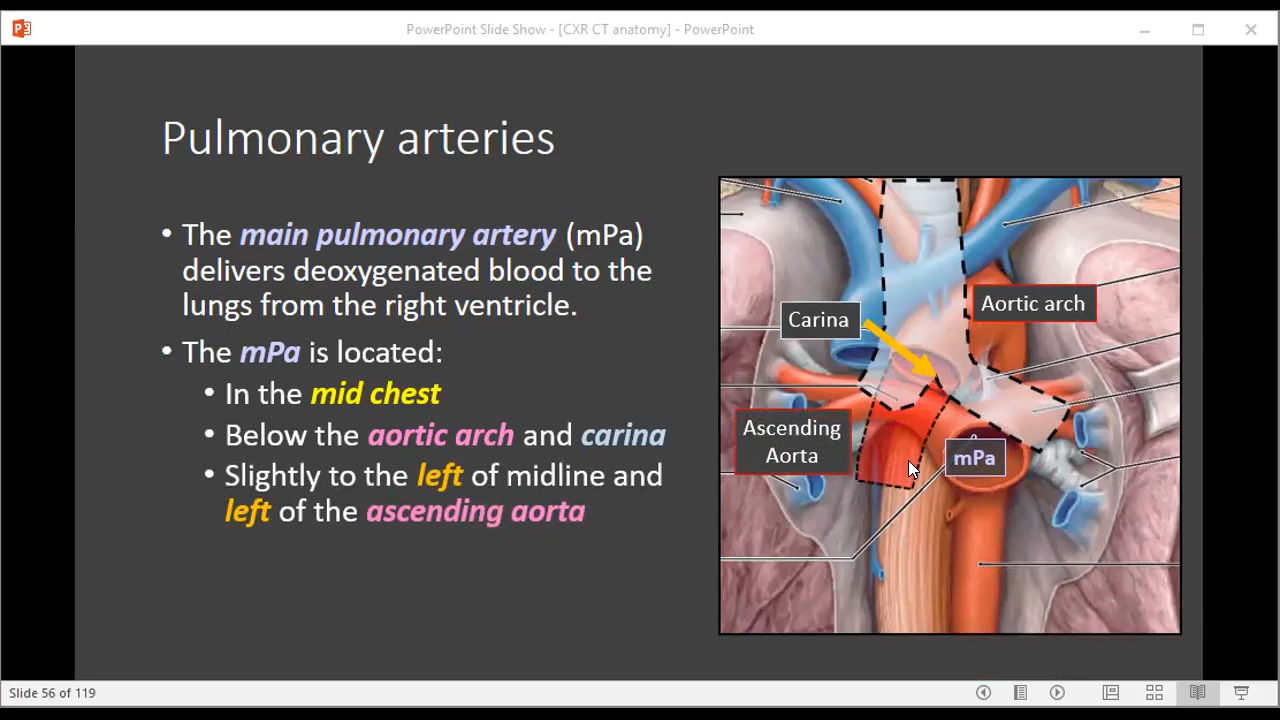 PowerPoint Slide Show - [CXR CT anatomy] - PowerPoint
Pulmonary arteries
• The main pulmonary artery (mPa)
delivers deoxygenated blood to the
lungs from the right ventricle.
• The mPa is located:
• In the mid chest
• Below the aortic arch and carina
• Slightly to the left of midline and
left of the ascending aorta
Aortic arch
Carina
Ascending
Aorta
mPa
Slide 56 of 119